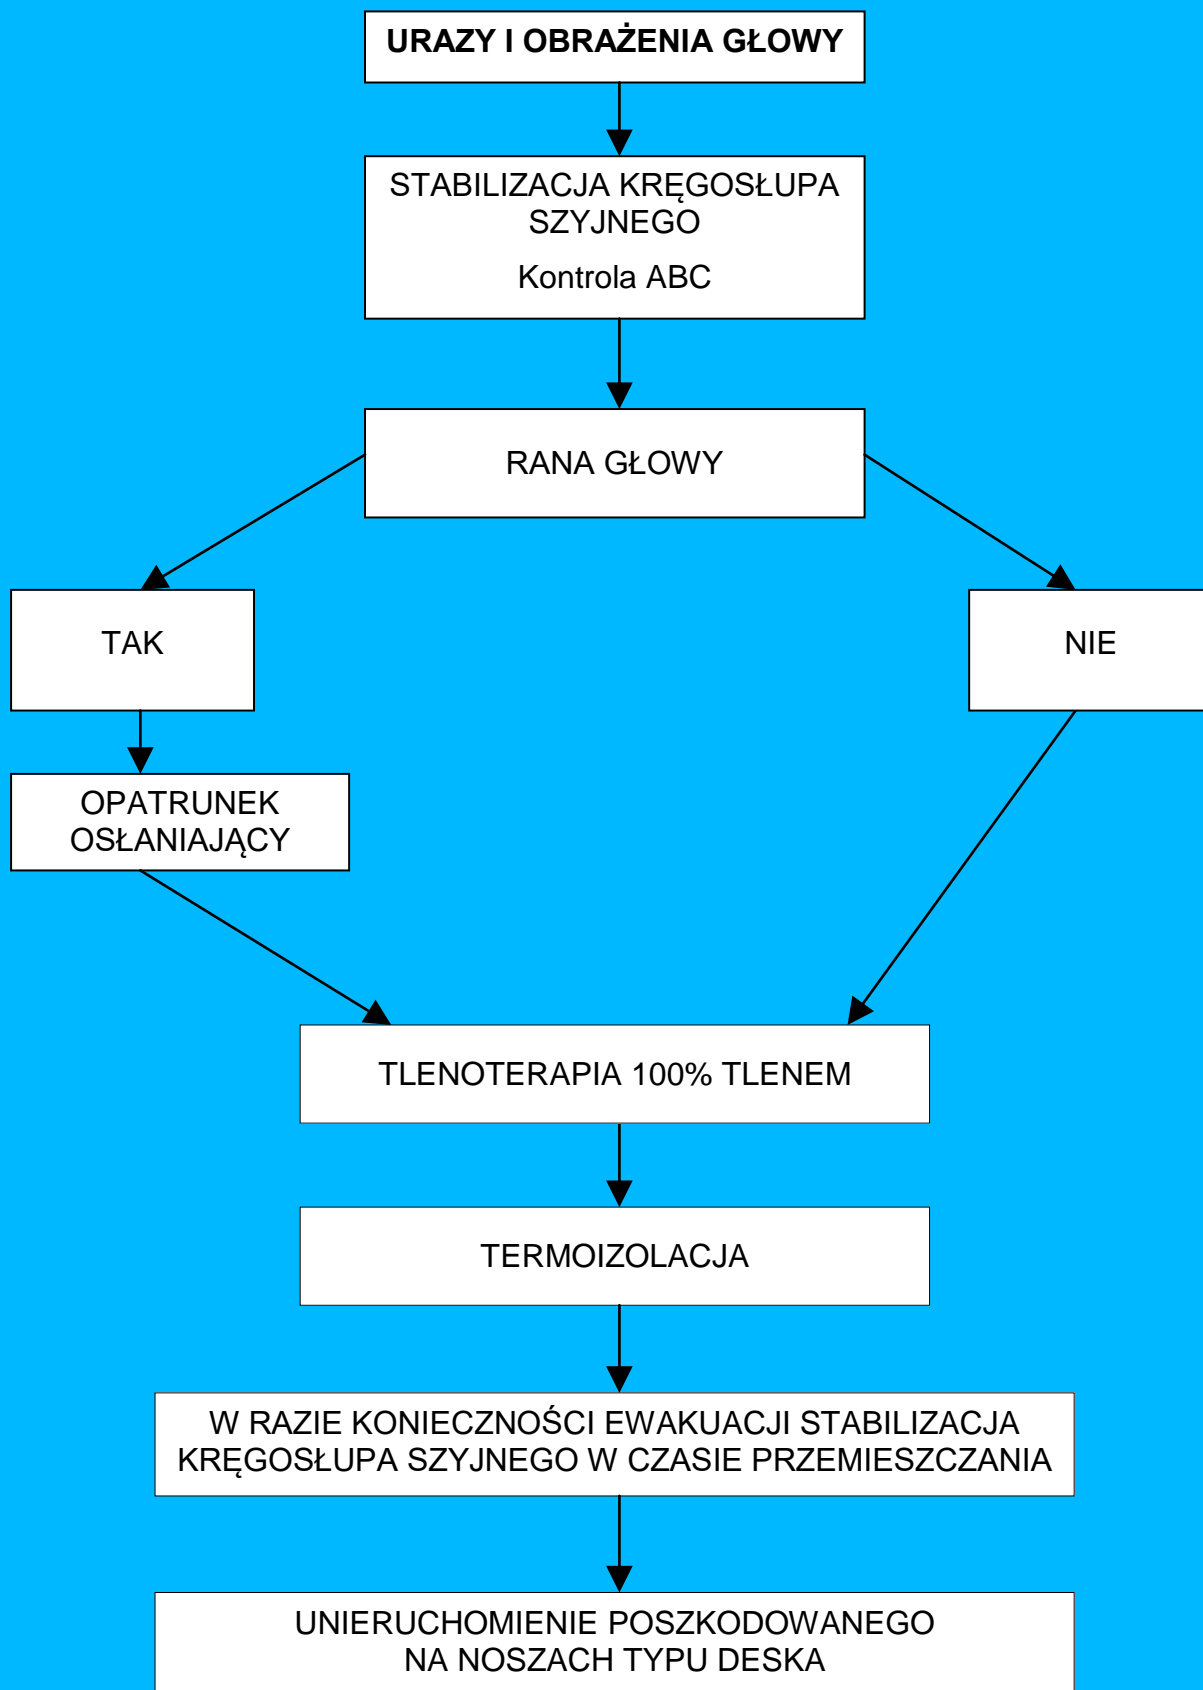 URAZY I OBRAŻENIA GŁOWY
STABILIZACJA KRĘGOSŁUPA
SZYJNEGO
Kontrola ABC
RANA GŁOWY
TAK
NIE
OPATRUNEK
OSŁANIAJĄCY
TLENOTERAPIA 100% TLENEM
TERMOIZOLACJA
W RAZIE KONIECZNOŚCI EWAKUACJI STABILIZACJA
KRĘGOSŁUPA SZYJNEGO W CZASIE PRZEMIESZCZANIA
UNIERUCHOMIENIE POSZKODOWANEGO
NA NOSZACH TYPU DESKA